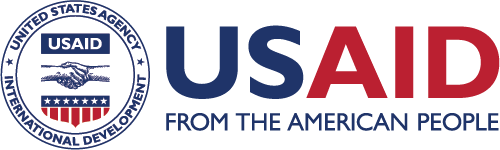 UNITED STATES AGENCY
INTERNATIONAL DEVELOPMENT
USAID
USAID
FROM THE AMERICAN PEOPLE